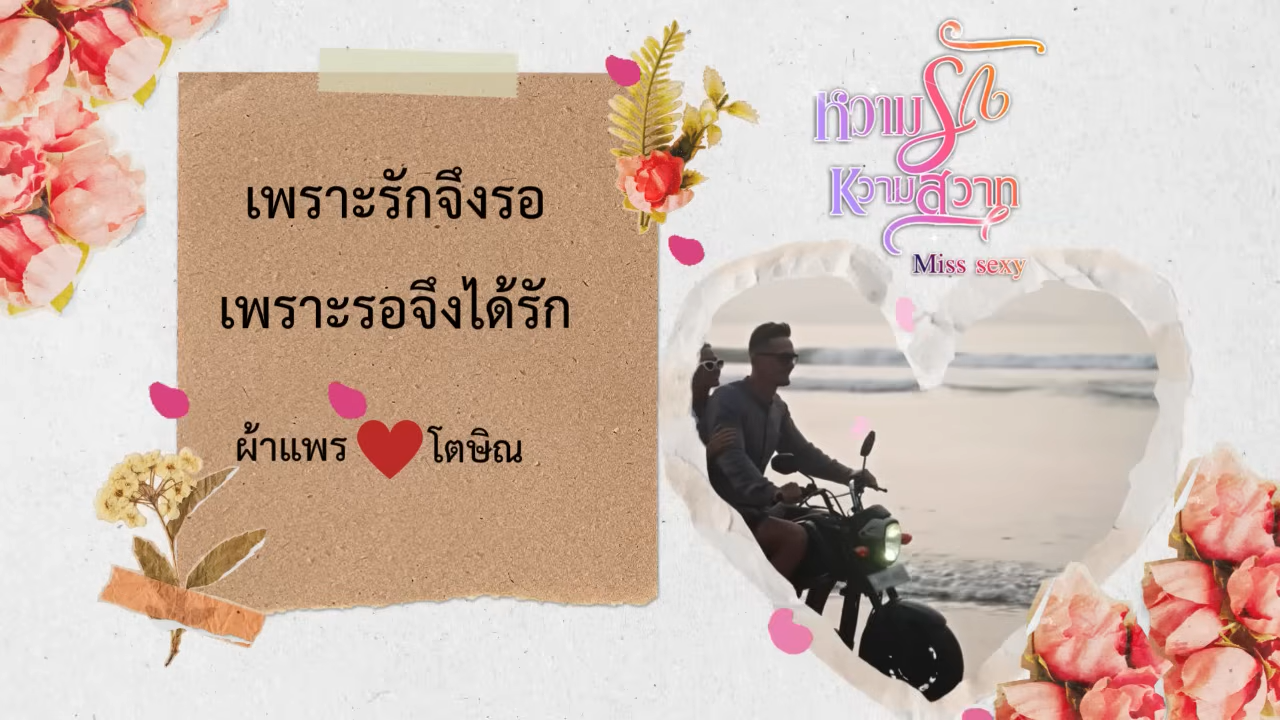 เพราะรักจึงรอ
เพราะรอจึงได้รัก
ผ้าแพร โตษิณ
หวามรัก
Kวามสวาท
Miss sexy